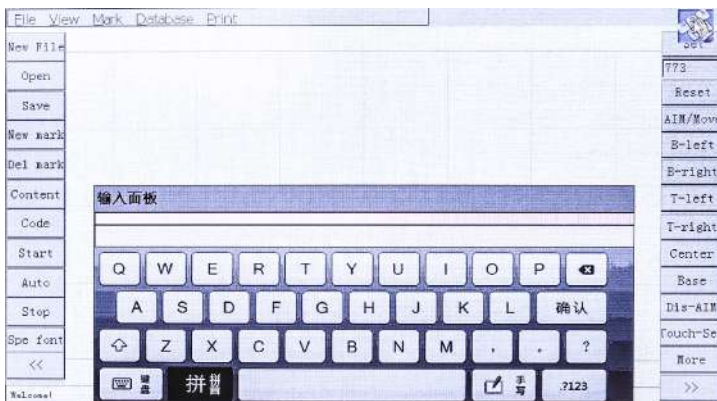 File View Mark Database Print
New File
Open
Save
New mark
Del mark
Content
Code
Start
Auto
Stop
Spe font
<<
Welcome!
输入面板
Q W E R T Y U I O P
A S D F G H J K L 确认
Z X C V B N M , . ?
键盘 拼 拼音 手写 .?123
Set
773
Reset
AIM/Move
B-left
B-right
T-left
T-right
Center
Base
Dis-AIM
Touch-Se
More
>>